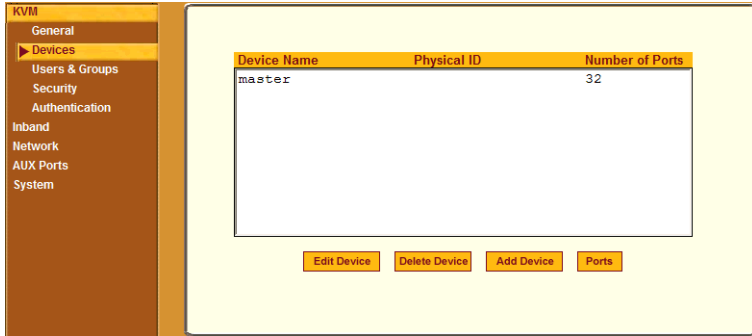 KVM
General
Devices
Users & Groups
Security
Authentication
Inband
Network
AUX Ports
System
Device Name Physical ID Number of Ports
master 32
Edit Device Delete Device Add Device Ports